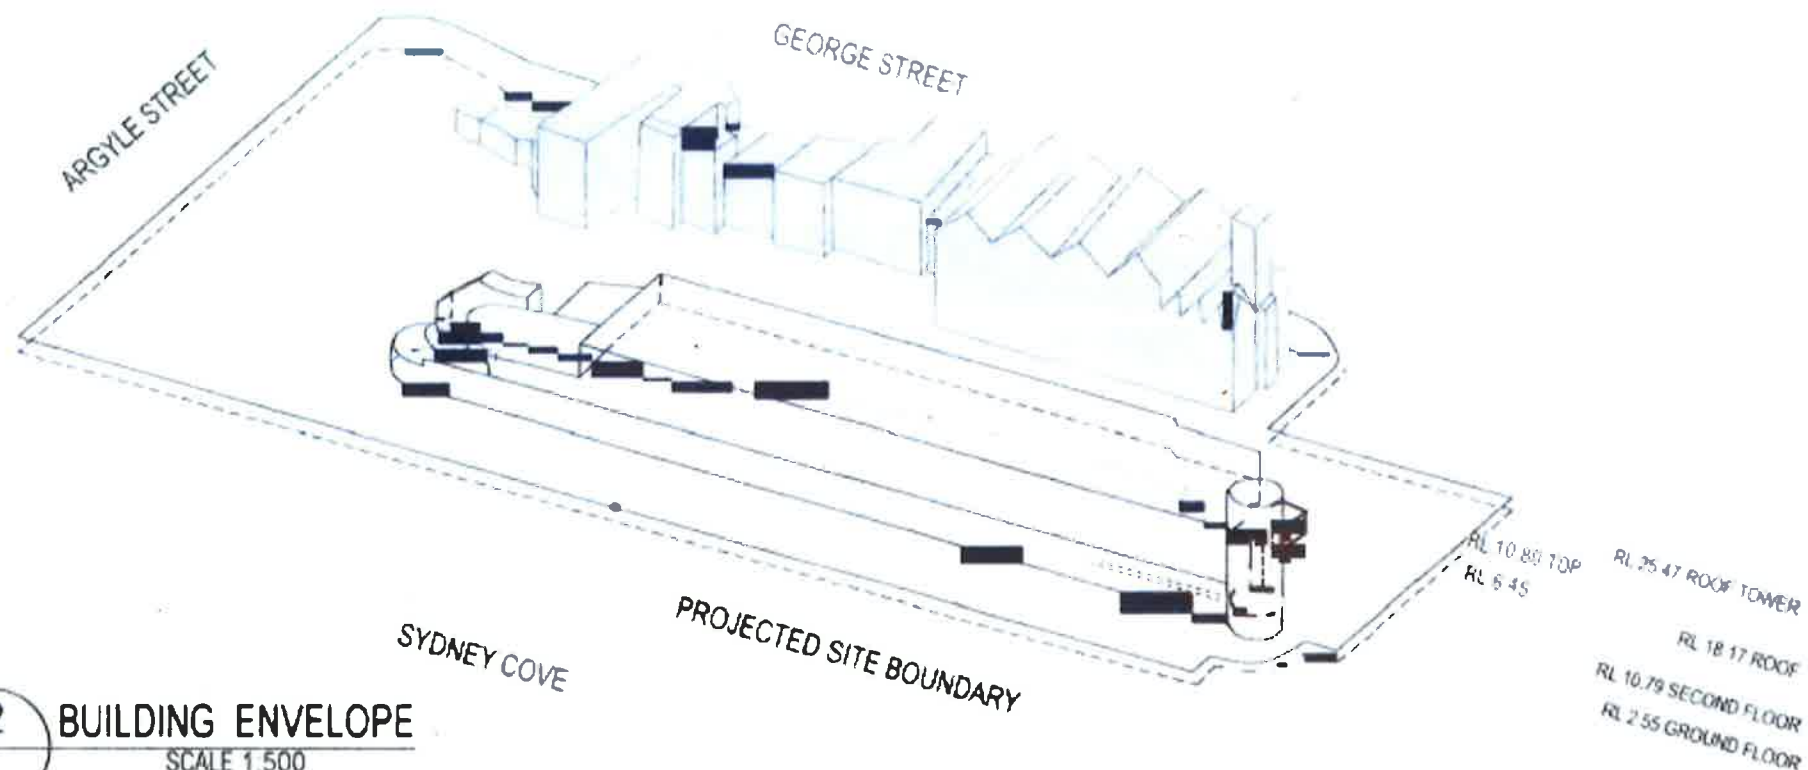 GEORGE STREET
ARGYLE STREET
RL 10.80 TOP
RL 6.45
RL 25.47 ROOF TOWER
RL 18.17 ROOF
RL 10.79 SECOND FLOOR
RL 2.55 GROUND FLOOR
PROJECTED SITE BOUNDARY
SYDNEY COVE
2
BUILDING ENVELOPE
SCALE 1:500